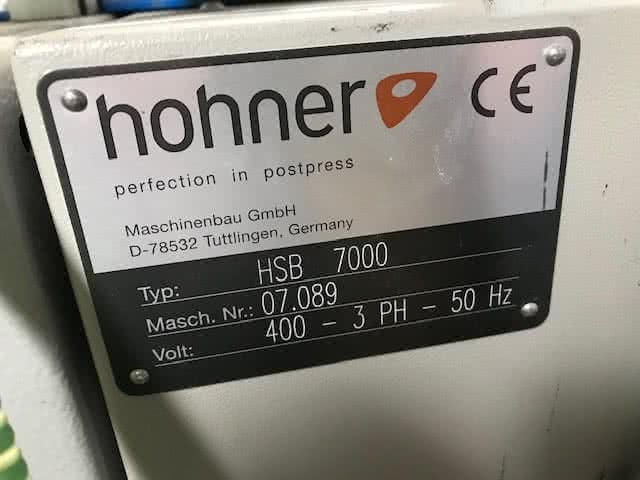 hohner CE
perfection in postpress
Maschinenbau GmbH
D-78532 Tuttlingen, Germany
Typ: HSB 7000
Masch. Nr.: 07.089
Volt: 400 - 3 PH - 50 Hz